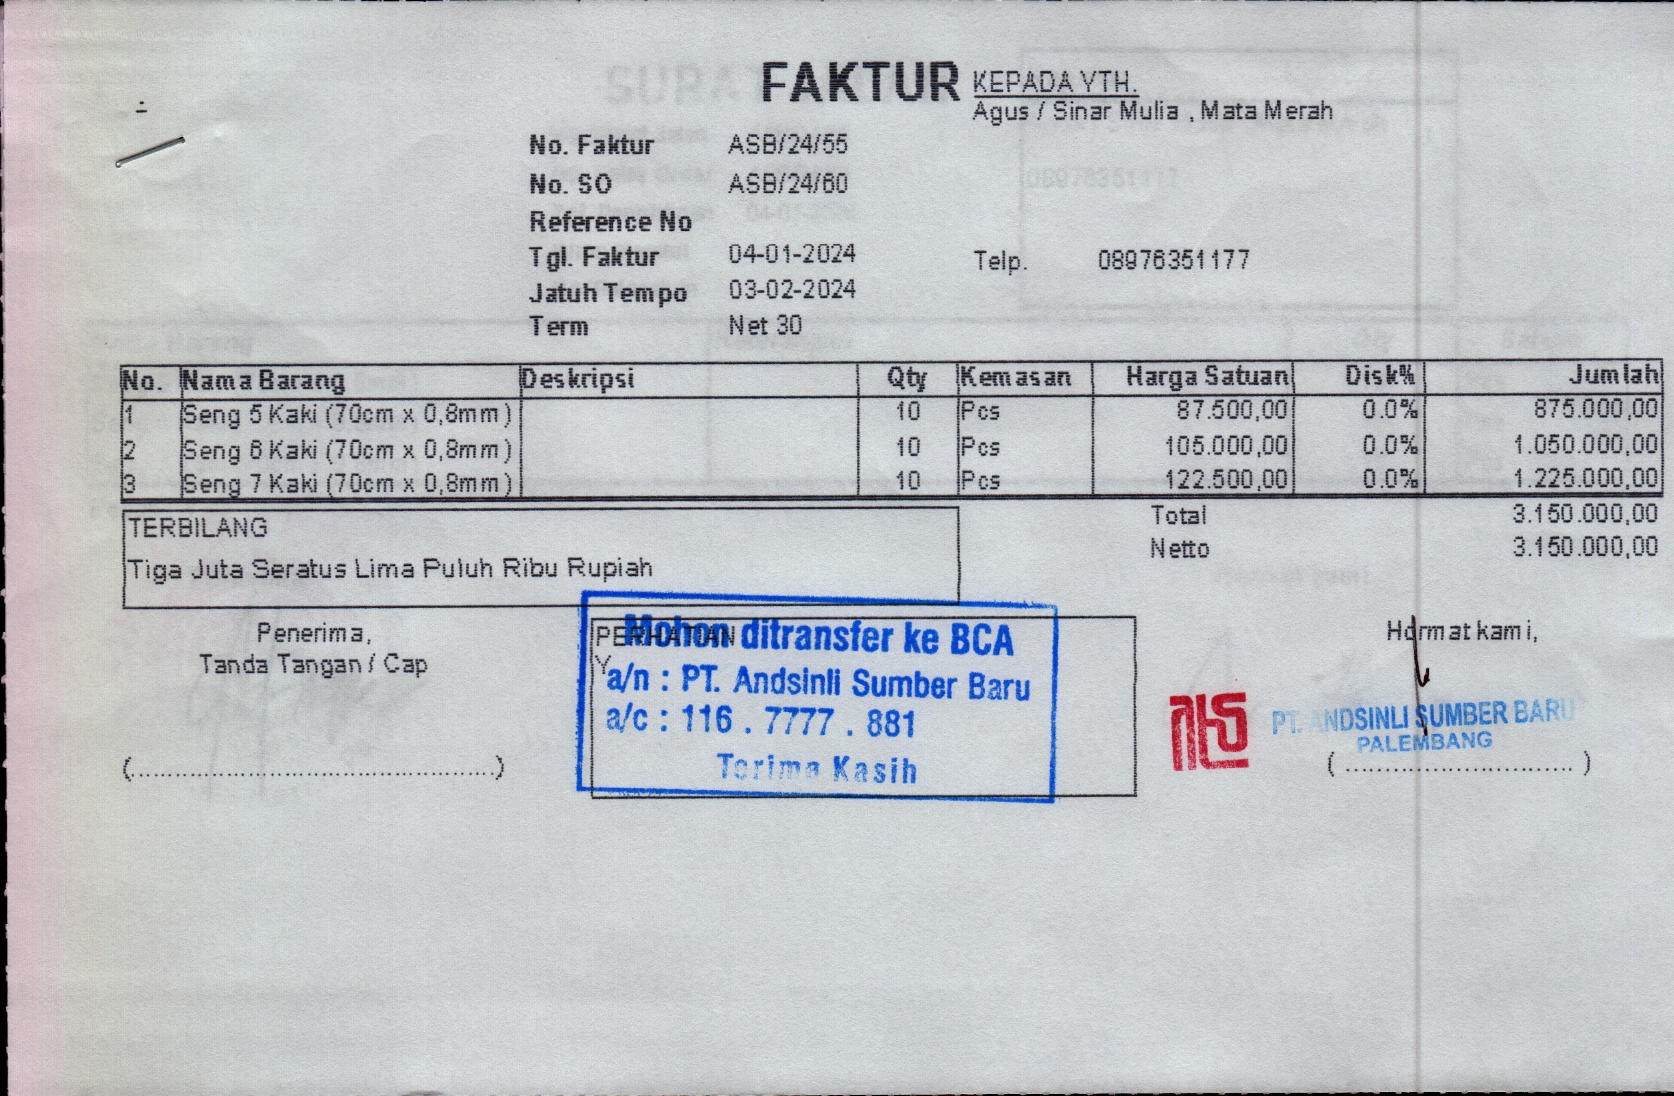 FAKTUR
KEPADA YTH.
Agus / Sinar Mulia , Mata Merah
No. Faktur ASB/24/55
No. SO ASB/24/60
Reference No
Tgl. Faktur 04-01-2024
Telp. 08976351177
Jatuh Tempo 03-02-2024
Term Net 30
No. Nama Barang Deskripsi Qty Kemasan Harga Satuan Disk% Jumlah
1 Seng 5 Kaki (70cm x 0,8mm) 10 Pcs 87.500,00 0.0% 875.000,00
2 Seng 6 Kaki (70cm x 0,8mm) 10 Pcs 105.000,00 0.0% 1.050.000,00
3 Seng 7 Kaki (70cm x 0,8mm) 10 Pcs 122.500,00 0.0% 1.225.000,00
Total 3.150.000,00
Netto 3.150.000,00
TERBILANG
Tiga Juta Seratus Lima Puluh Ribu Rupiah
Penerima,
Tanda Tangan / Cap
(................................................)
PERHATIAN
Y
Mohon ditransfer ke BCA
a/n : PT. Andsinli Sumber Baru
a/c : 116 . 7777 . 881
Terima Kasih
Hormat kami,
PT. ANDSINLI SUMBER BARU
PALEMBANG
( .............................. )